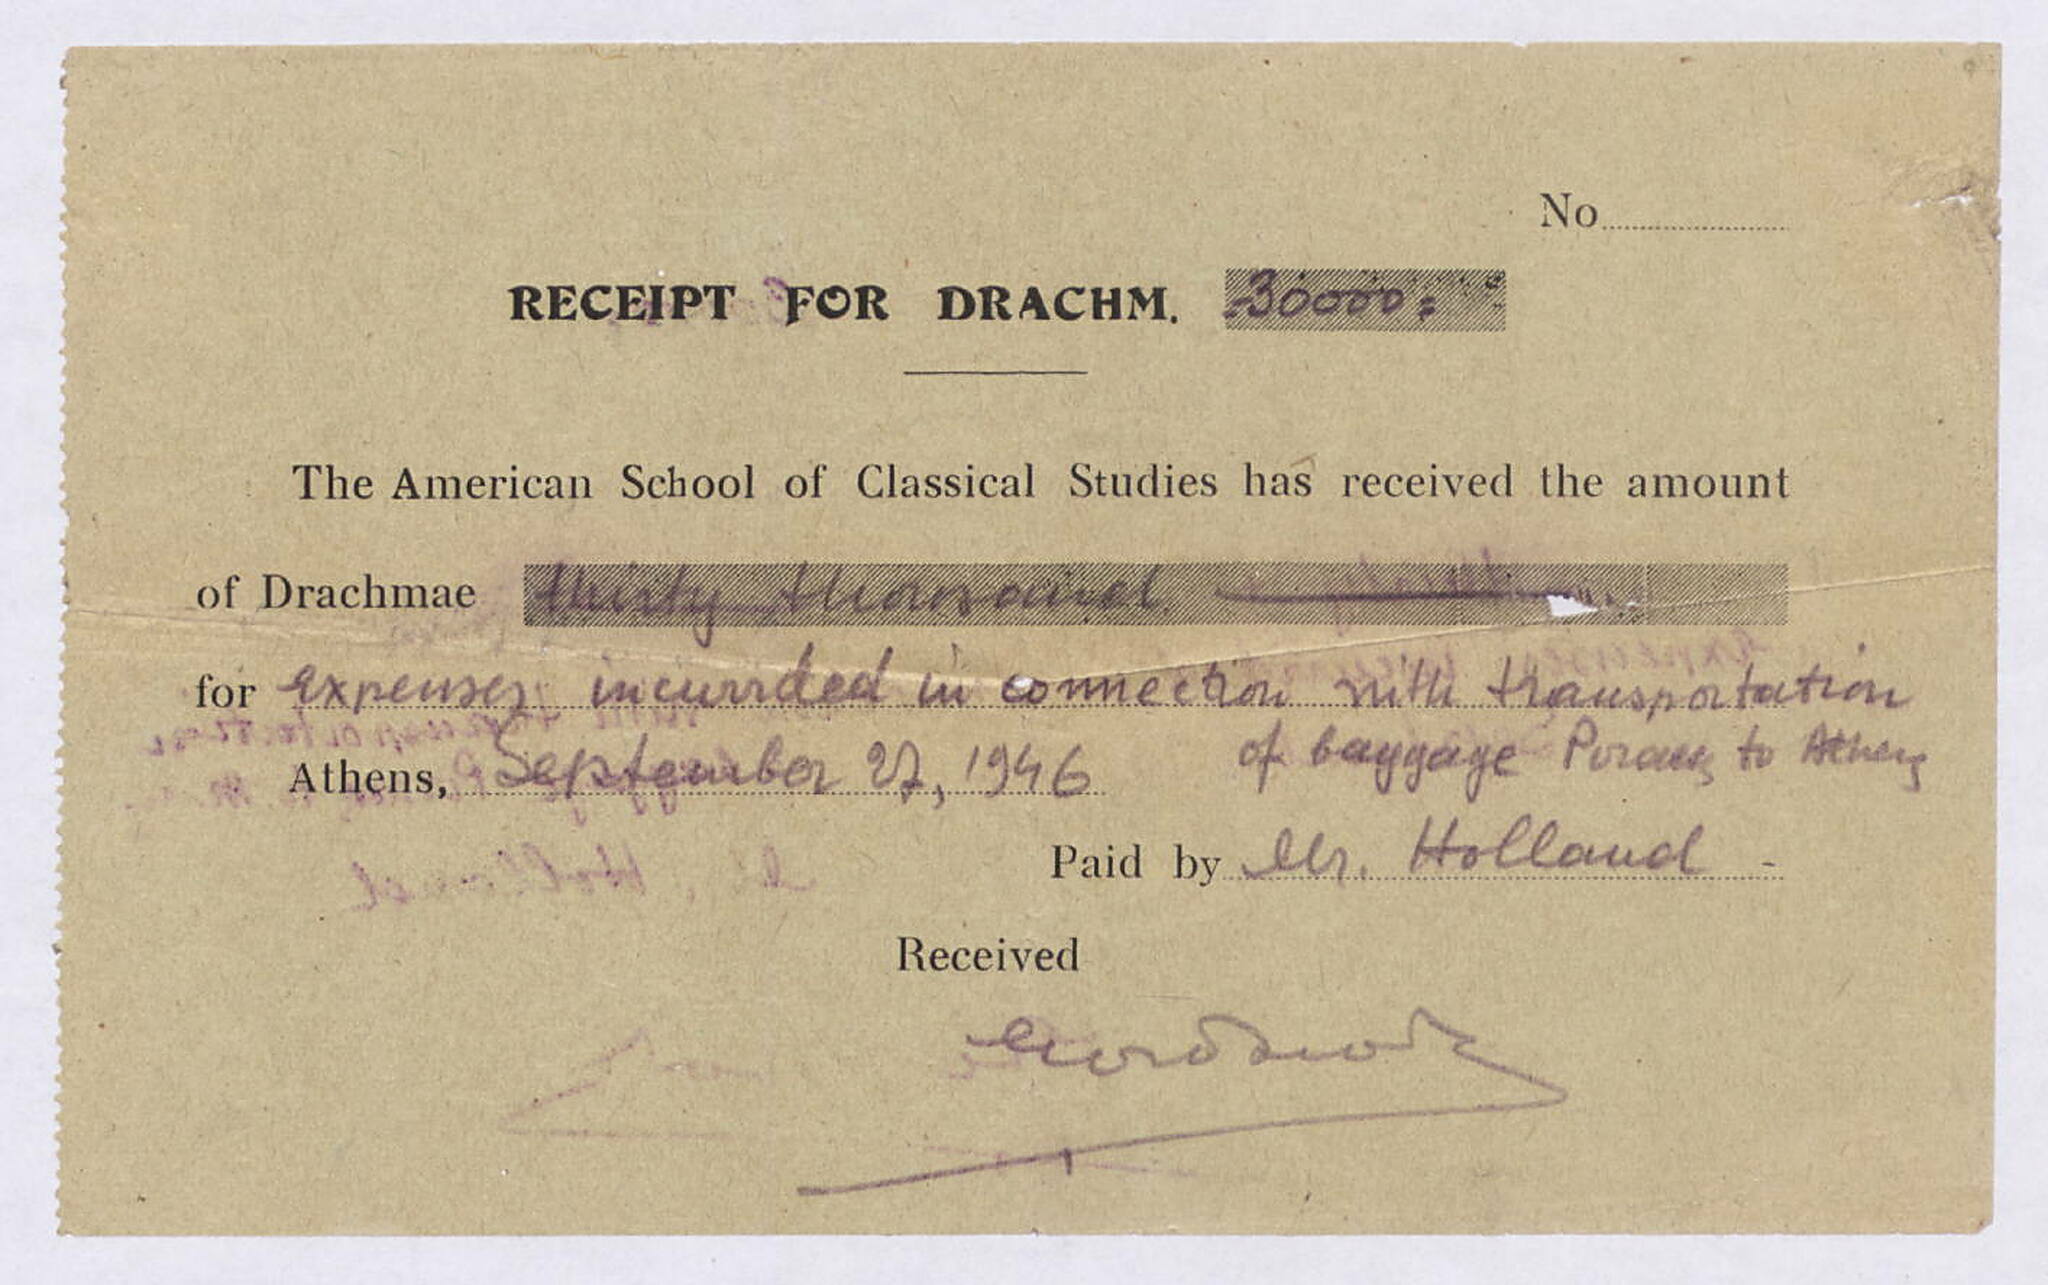 No
RECEIPT FOR DRACHM. 30000.
The American School of Classical Studies has received the amount
of Drachmae thirty thousand
for expenses incurrded in connection with transportation
of baggage Piraeus to Athens
Athens, September 27, 1946
Paid by Mr. Holland -
Received